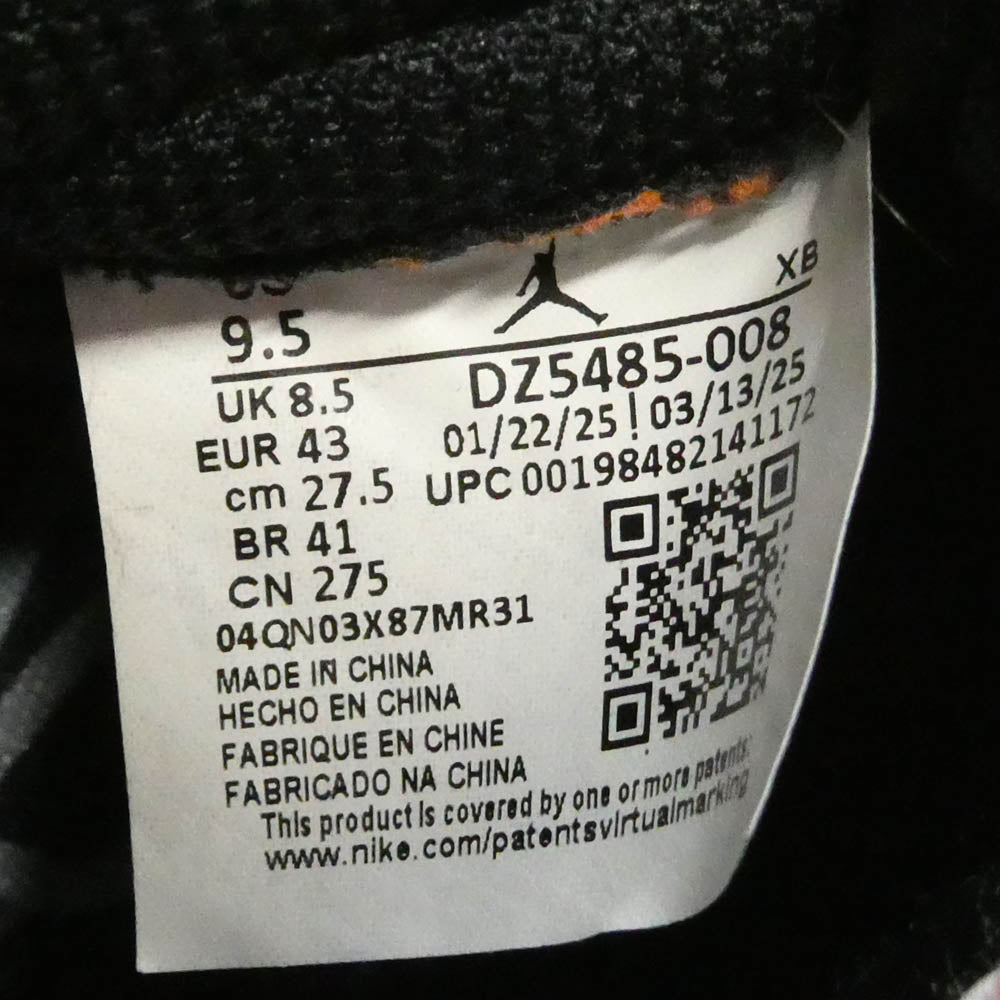 US
9.5
XB
UK 8.5
DZ5485-008
EUR 43
01/22/25 | 03/13/25
cm 27.5
UPC 00198482141172
BR 41
CN 275
04QN03X87MR31
MADE IN CHINA
HECHO EN CHINA
FABRIQUE EN CHINE
FABRICADO NA CHINA
This product is covered by one or more patents:
www.nike.com/patentsvirtualmarking